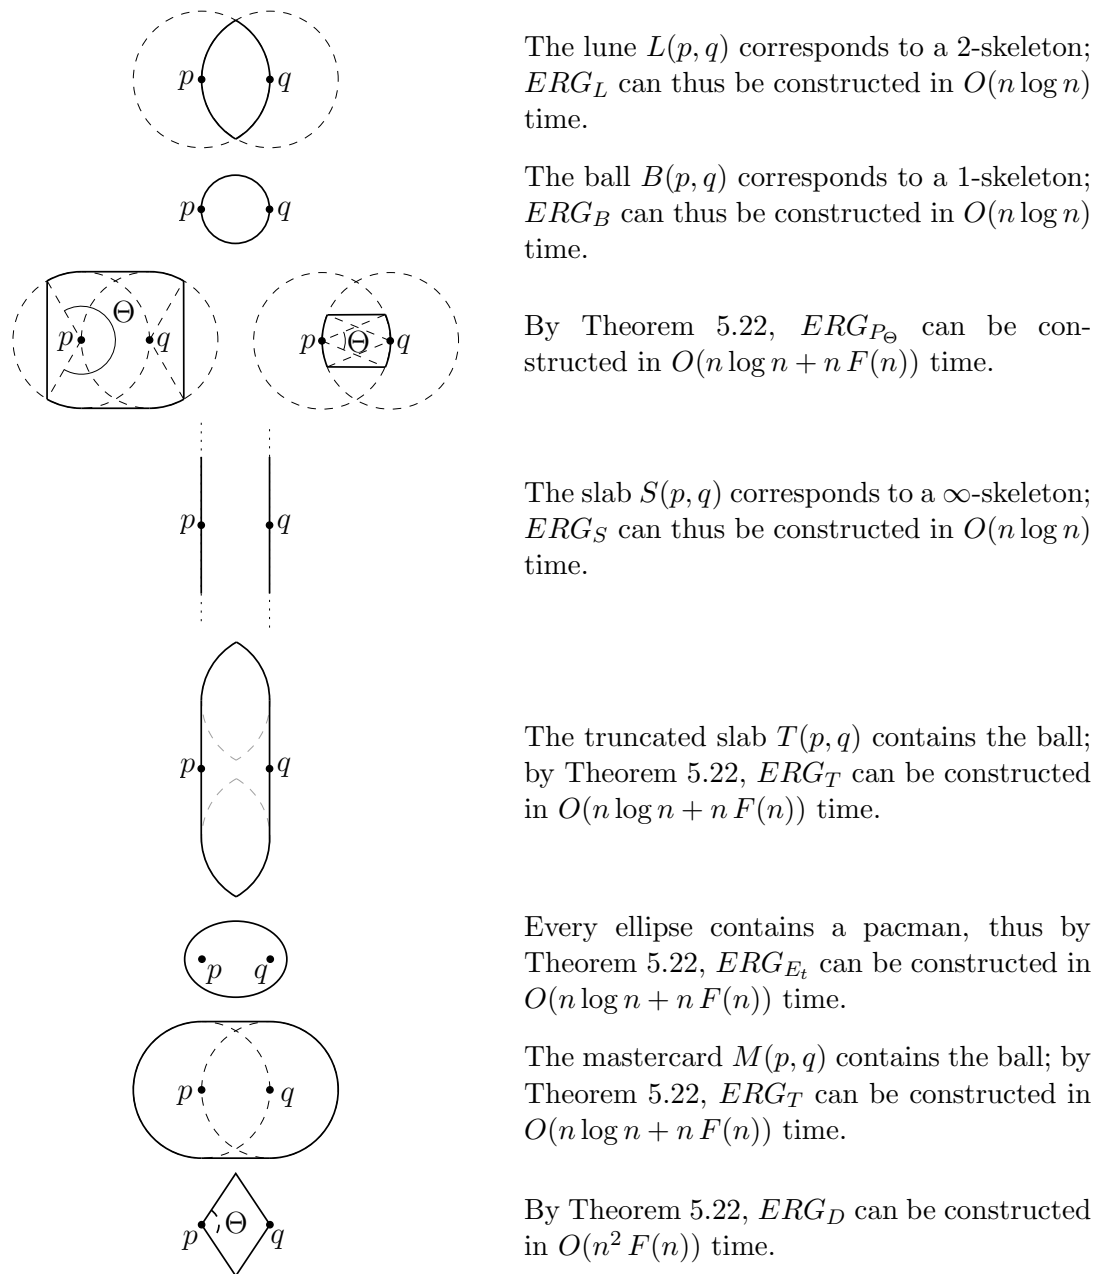 p q
The lune L(p, q) corresponds to a 2-skeleton;
ERG_L can thus be constructed in O(n log n)
time.
p q
The ball B(p, q) corresponds to a 1-skeleton;
ERG_B can thus be constructed in O(n log n)
time.
p Θ q
p Θ q
By Theorem 5.22, ERG_{P_Θ} can be con-
structed in O(n log n + n F(n)) time.
p q
The slab S(p, q) corresponds to a ∞-skeleton;
ERG_S can thus be constructed in O(n log n)
time.
p q
The truncated slab T(p, q) contains the ball;
by Theorem 5.22, ERG_T can be constructed
in O(n log n + n F(n)) time.
p q
Every ellipse contains a pacman, thus by
Theorem 5.22, ERG_{E_t} can be constructed in
O(n log n + n F(n)) time.
p q
The mastercard M(p, q) contains the ball; by
Theorem 5.22, ERG_T can be constructed in
O(n log n + n F(n)) time.
p Θ q
By Theorem 5.22, ERG_D can be constructed
in O(n² F(n)) time.